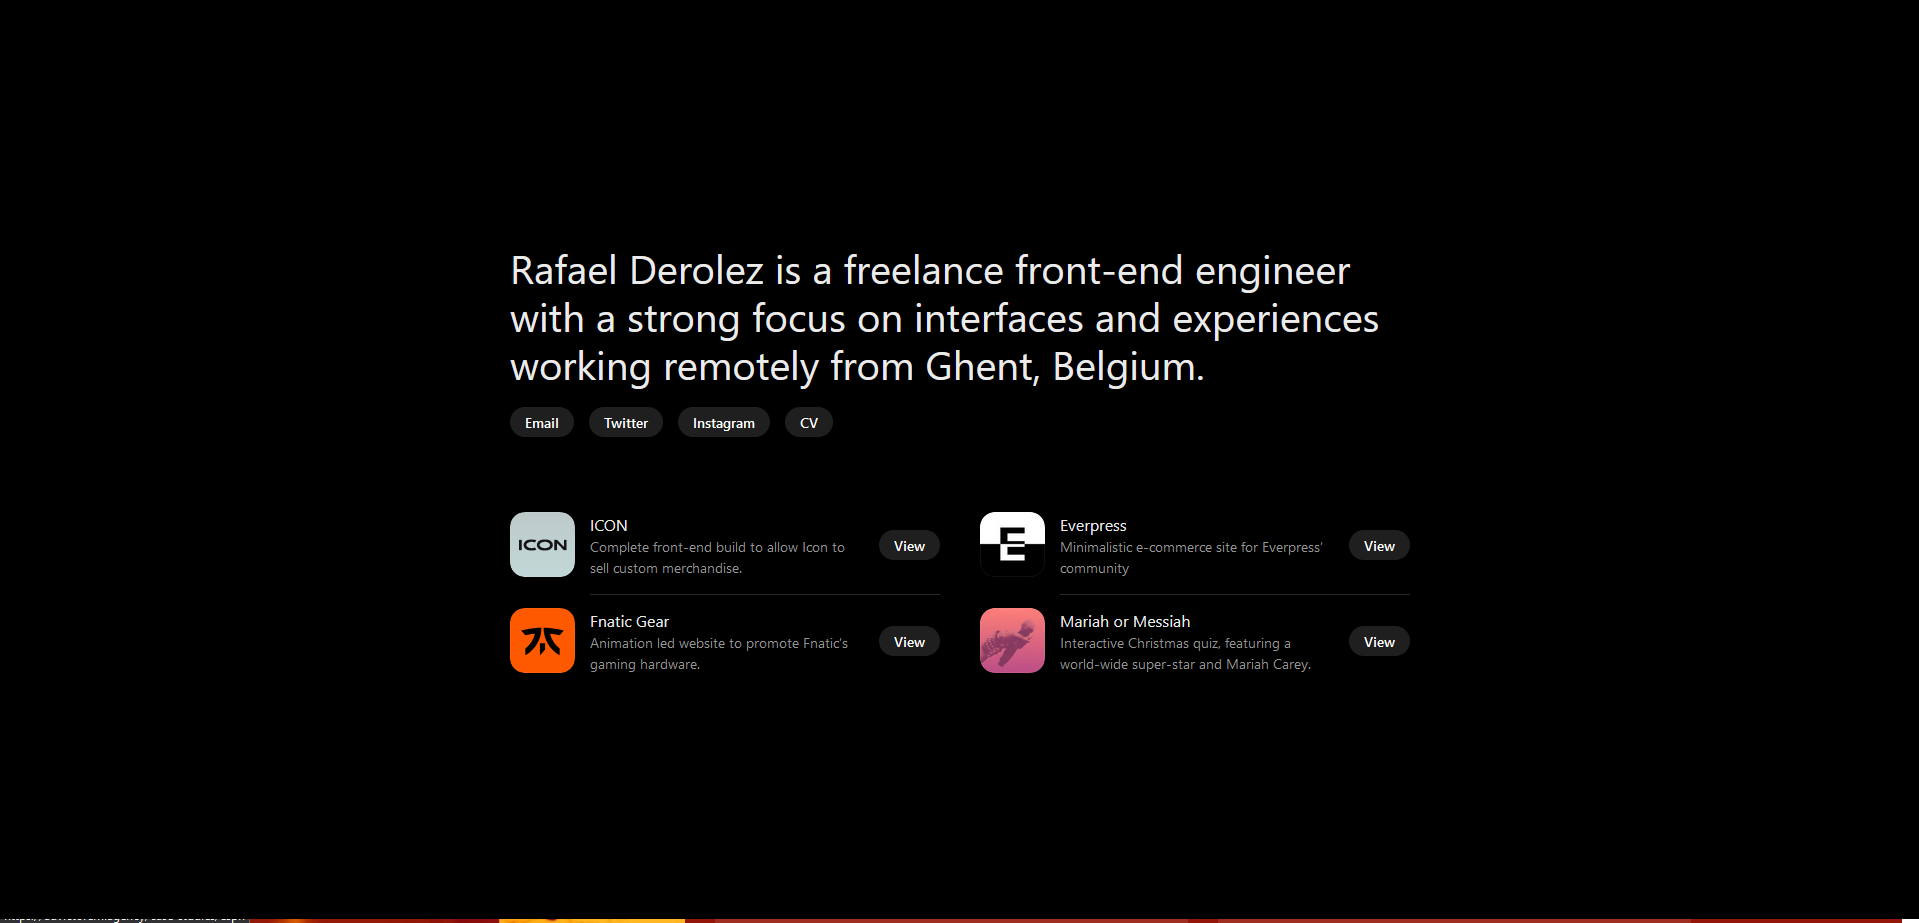 Rafael Derolez is a freelance front-end engineer
with a strong focus on interfaces and experiences
working remotely from Ghent, Belgium.
Email Twitter Instagram CV
ICON
ICON
Complete front-end build to allow Icon to
sell custom merchandise.
View
E
Everpress
Minimalistic e-commerce site for Everpress'
community
View
Fnatic Gear
Animation led website to promote Fnatic's
gaming hardware.
View
Mariah or Messiah
Interactive Christmas quiz, featuring a
world-wide super-star and Mariah Carey.
View